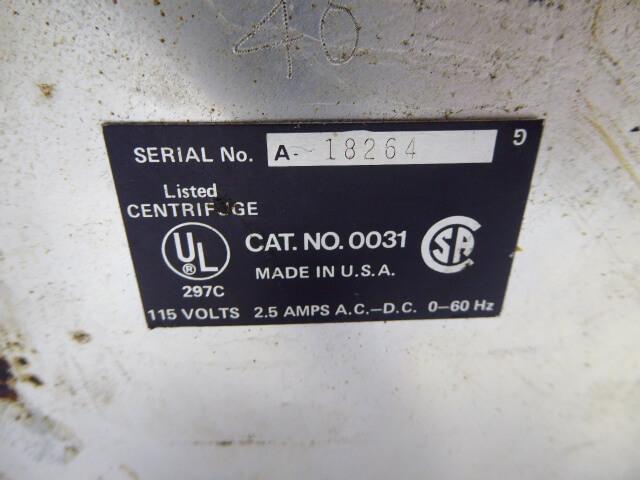 40
SERIAL No. A- 18264 G
Listed
CENTRIFUGE
UL ® CAT. NO. 0031 SA
MADE IN U.S.A.
297C
115 VOLTS 2.5 AMPS A.C.–D.C. 0–60 Hz